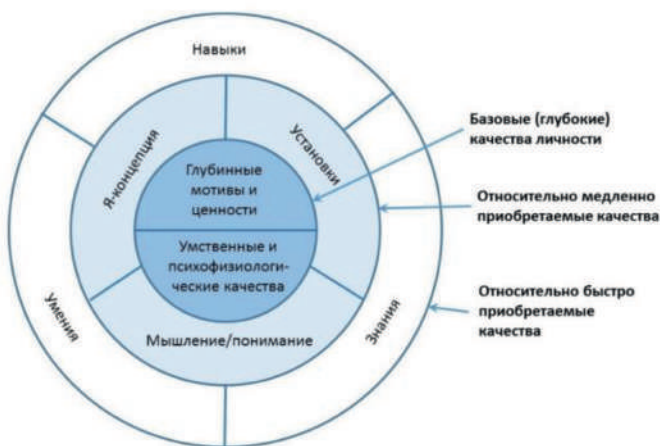 Навыки
Я-концепция
Установки
Глубинные
мотивы и
ценности
Умственные и
психофизиологи-
ческие качества
Мышление/понимание
Умения
Знания
Базовые (глубокие)
качества личности
Относительно медленно
приобретаемые качества
Относительно быстро
приобретаемые
качества